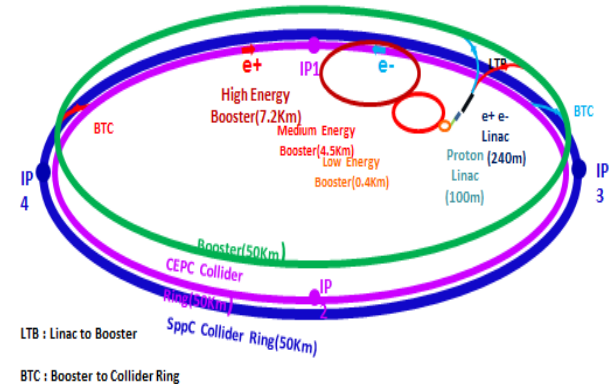 e+
IP1
e-
LTB
High Energy
Booster(7.2Km)
Medium Energy
Booster(4.5Km)
Low Energy
Booster(0.4Km)
e+ e-
Linac
(240m)
Proton
Linac
(100m)
BTC
BTC
IP
4
IP
3
Booster(50Km)
CEPC Collider
Ring(50Km)
IP
2
SppC Collider Ring(50Km)
LTB : Linac to Booster
BTC : Booster to Collider Ring